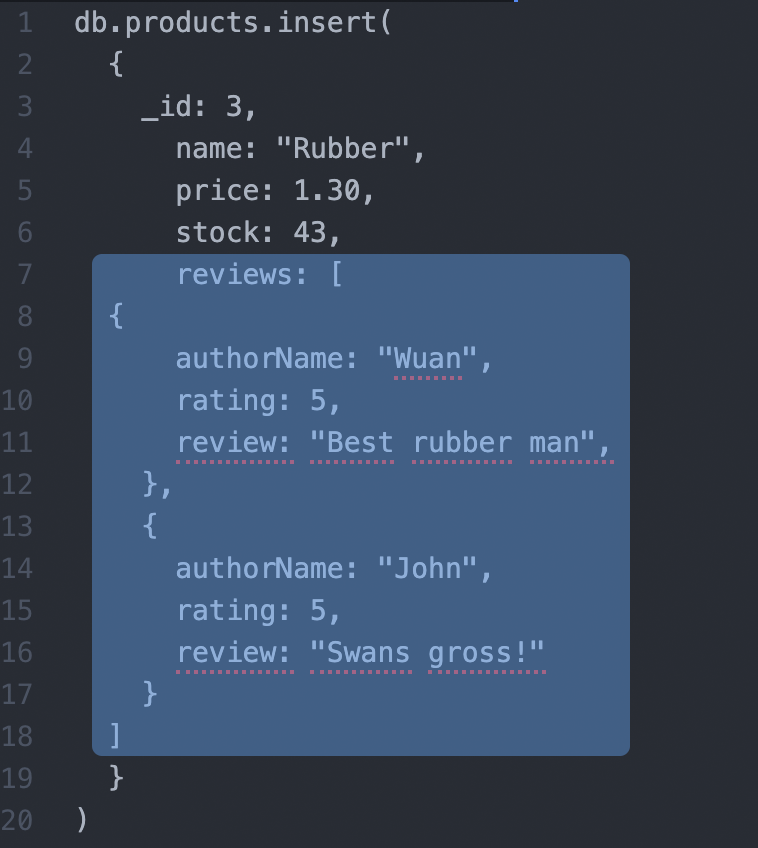 1 db.products.insert(
2 {
3 _id: 3,
4 name: "Rubber",
5 price: 1.30,
6 stock: 43,
7 reviews: [
8 {
9 authorName: "Wuan",
10 rating: 5,
11 review: "Best rubber man",
12 },
13 {
14 authorName: "John",
15 rating: 5,
16 review: "Swans gross!"
17 }
18 ]
19 }
20 )